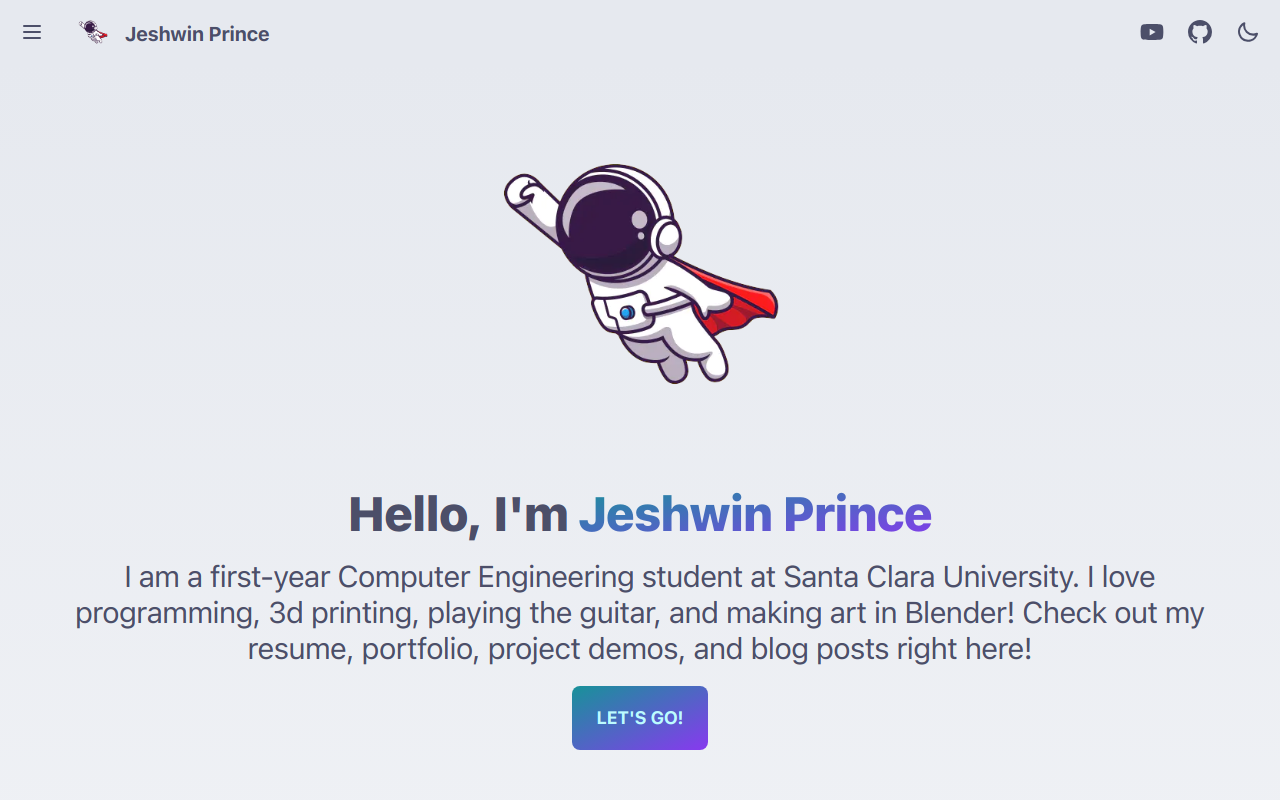 Jeshwin Prince
Hello, I'm Jeshwin Prince
I am a first-year Computer Engineering student at Santa Clara University. I love
programming, 3d printing, playing the guitar, and making art in Blender! Check out my
resume, portfolio, project demos, and blog posts right here!
LET'S GO!